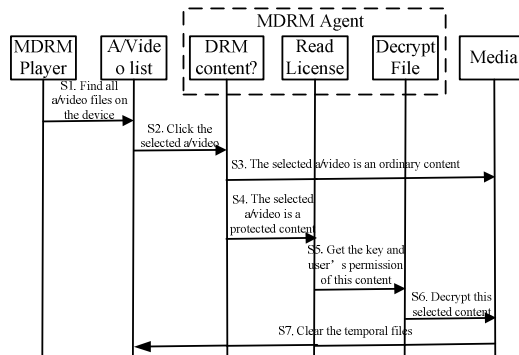 MDRM Agent
MDRM
Player
A/Vide
o list
DRM
content?
Read
License
Decrypt
File
Media
S1. Find all
a/video files on
the device
S2. Click the
selected a/video
S3. The selected a/video is an ordinary content
S4. The selected
a/video is a
protected content
S5. Get the key and
user’s permission
of this content
S6. Decrypt this
selected content
S7. Clear the temporal files